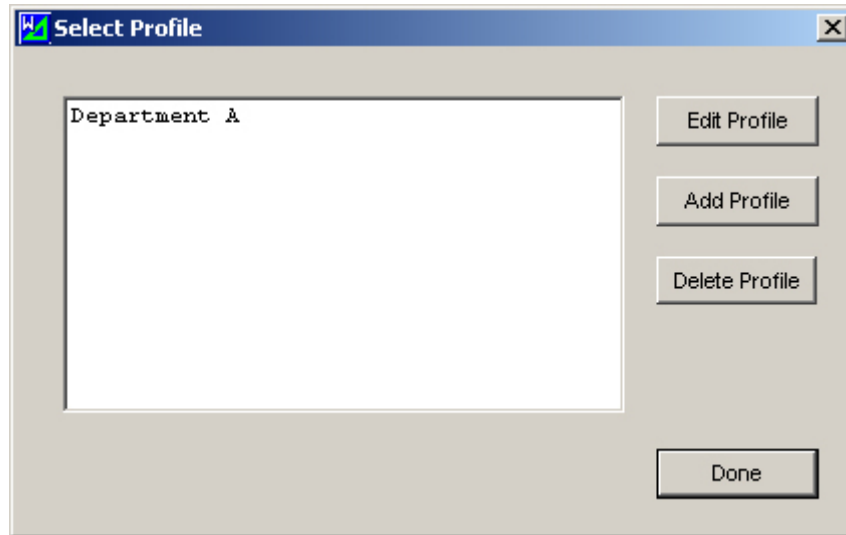 Select Profile
Department A
Edit Profile
Add Profile
Delete Profile
Done